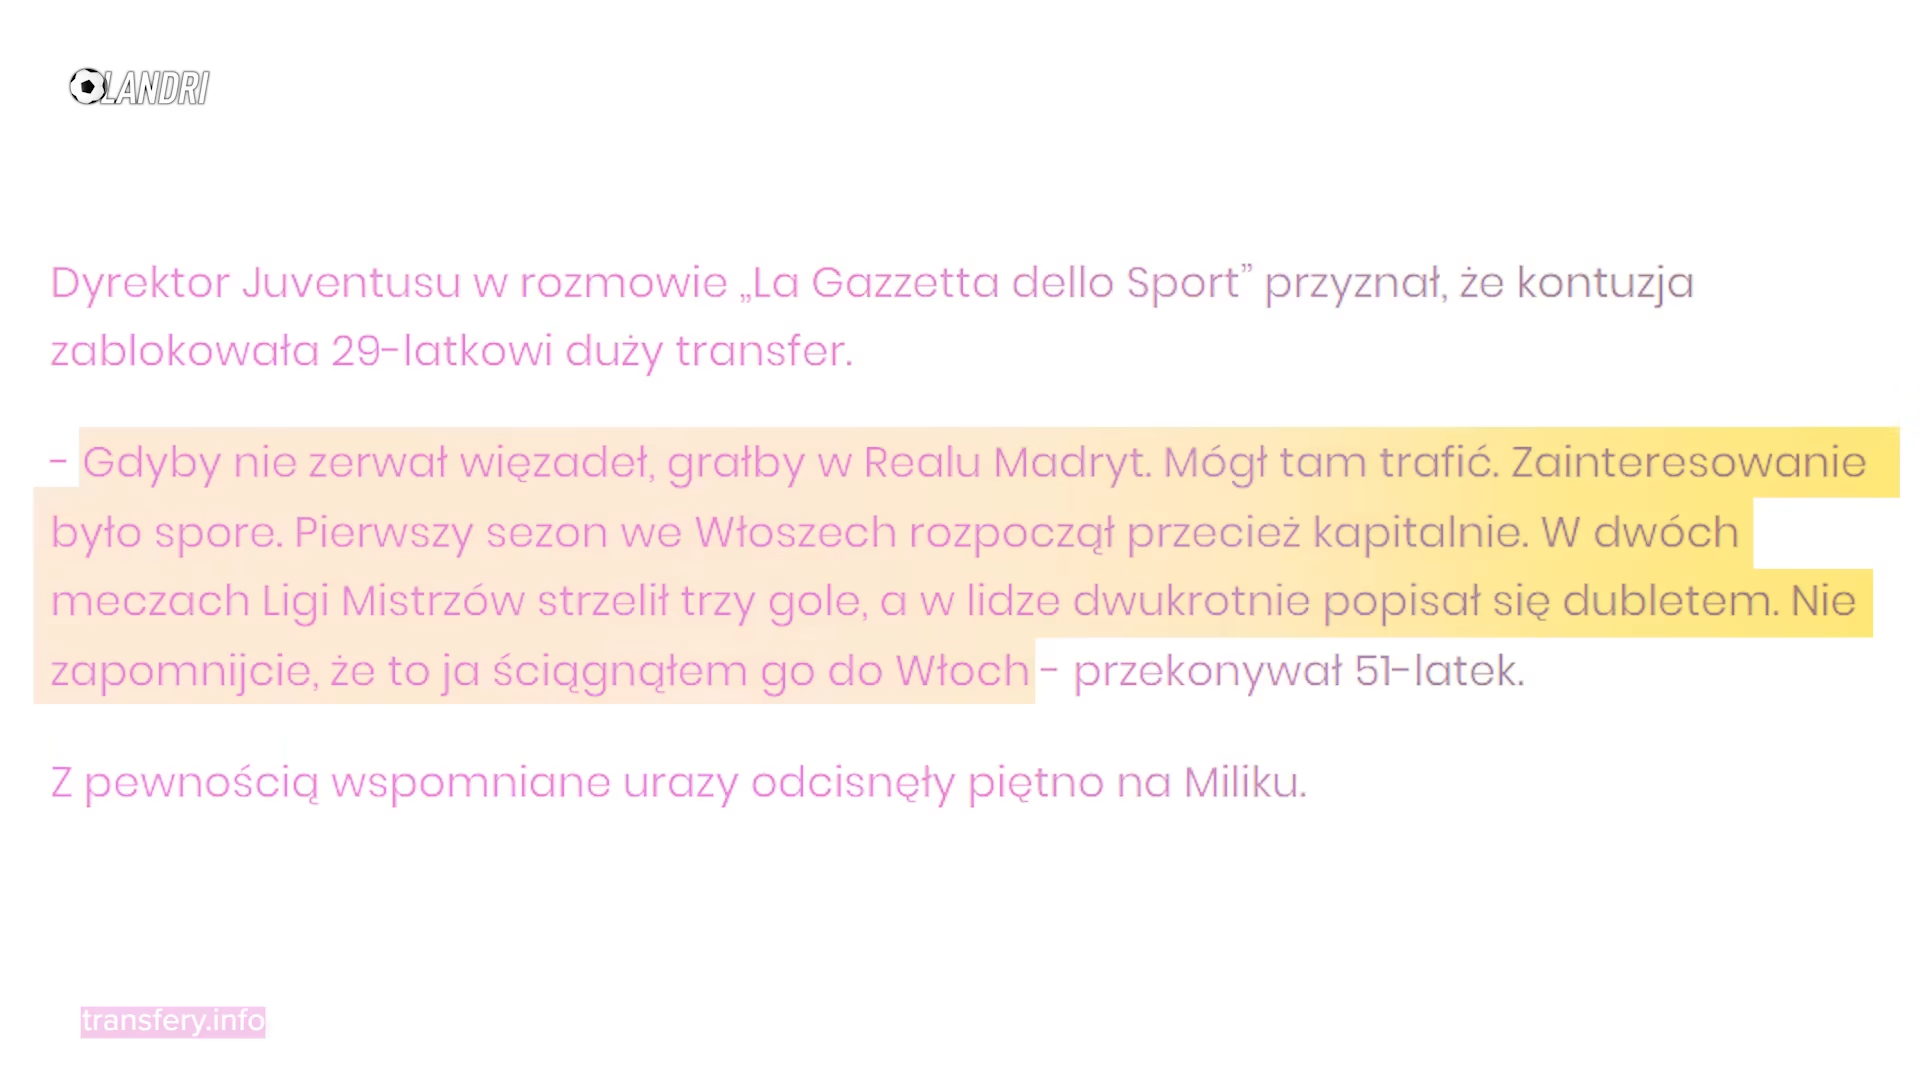 LANDRI
Dyrektor Juventusu w rozmowie „La Gazzetta dello Sport” przyznał, że kontuzja
zablokowała 29-latkowi duży transfer.
- Gdyby nie zerwał więzadeł, grałby w Realu Madryt. Mógł tam trafić. Zainteresowanie
było spore. Pierwszy sezon we Włoszech rozpoczął przecież kapitalnie. W dwóch
meczach Ligi Mistrzów strzelił trzy gole, a w lidze dwukrotnie popisał się dubletem. Nie
zapomnijcie, że to ja ściągnąłem go do Włoch - przekonywał 51-latek.
Z pewnością wspomniane urazy odcisnęły piętno na Miliku.
transfery.info